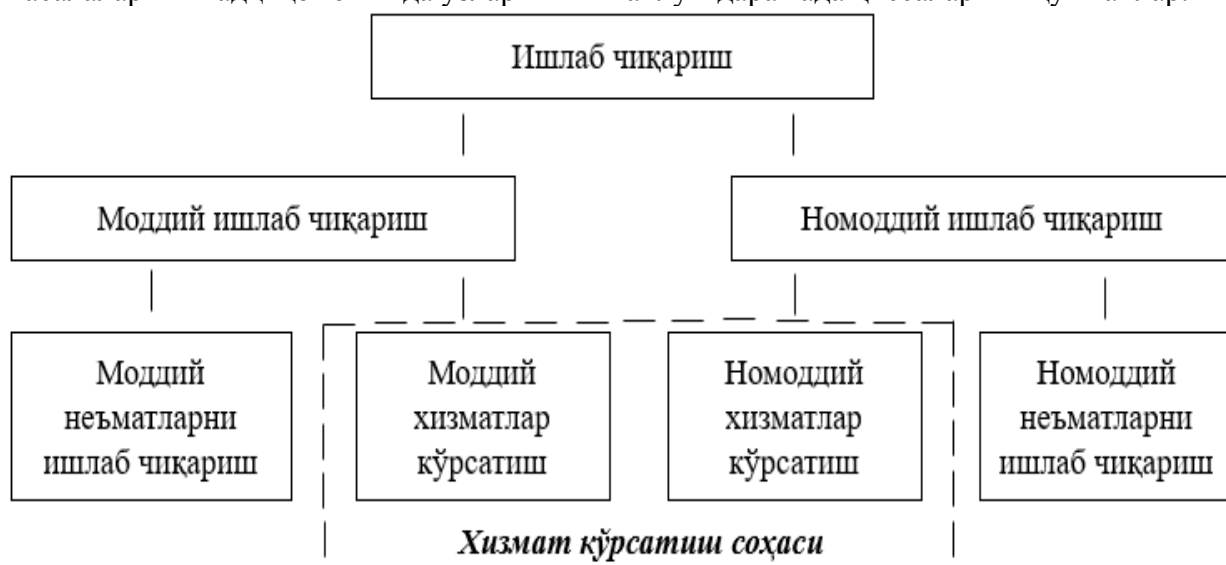 Ишлаб чиқариш
Моддий ишлаб чиқариш
Номоддий ишлаб чиқариш
Моддий
неъматларни
ишлаб чиқариш
Моддий
хизматлар
кўрсатиш
Номоддий
хизматлар
кўрсатиш
Номоддий
неъматларни
ишлаб чиқариш
Хизмат кўрсатиш соҳаси